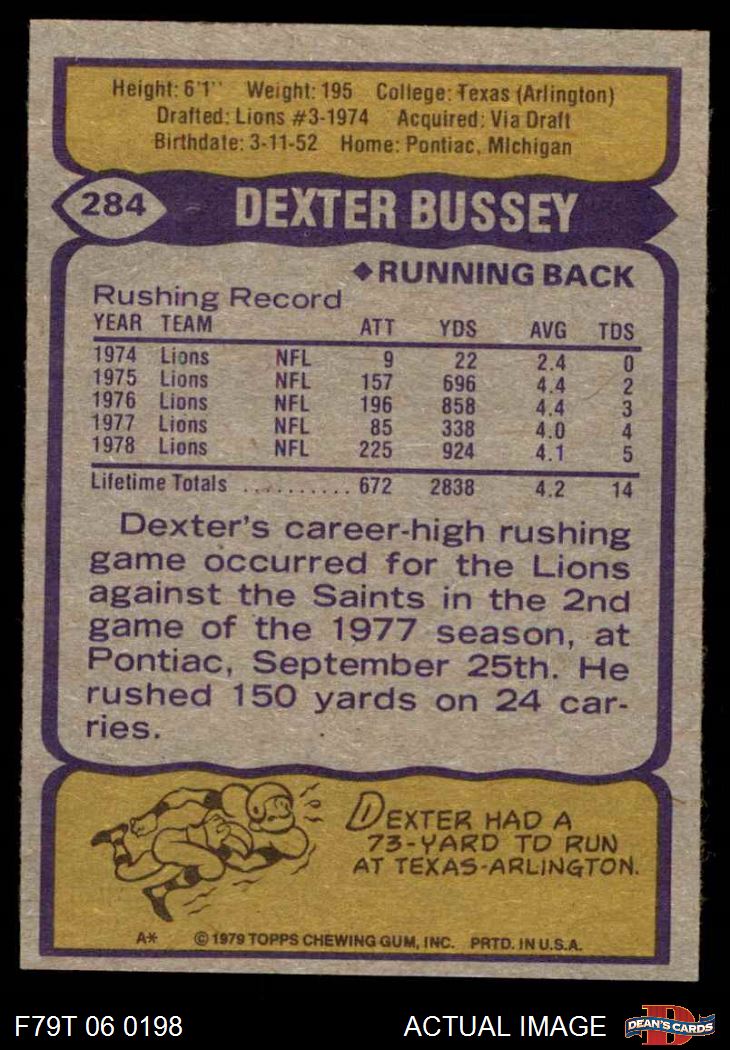 Height: 6'1" Weight: 195 College: Texas (Arlington)
Drafted: Lions #3-1974 Acquired: Via Draft
Birthdate: 3-11-52 Home: Pontiac, Michigan
284 DEXTER BUSSEY
◆RUNNING BACK
Rushing Record
YEAR TEAM ATT YDS AVG TDS
1974 Lions NFL 9 22 2.4 0
1975 Lions NFL 157 696 4.4 2
1976 Lions NFL 196 858 4.4 3
1977 Lions NFL 85 338 4.0 4
1978 Lions NFL 225 924 4.1 5
Lifetime Totals .......... 672 2838 4.2 14
Dexter's career-high rushing
game occurred for the Lions
against the Saints in the 2nd
game of the 1977 season, at
Pontiac, September 25th. He
rushed 150 yards on 24 car-
ries.
DEXTER HAD A
73-YARD TD RUN
AT TEXAS-ARLINGTON.
A* © 1979 TOPPS CHEWING GUM, INC. PRTD. IN U.S.A.
F79T 06 0198 ACTUAL IMAGE D DEAN'S CARDS